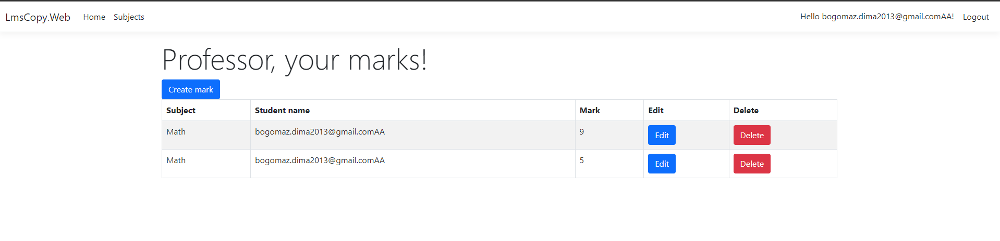 LmsCopy.Web Home Subjects Hello bogomaz.dima2013@gmail.comAA! Logout
Professor, your marks!
Create mark
Subject Student name Mark Edit Delete
Math bogomaz.dima2013@gmail.comAA 9 Edit Delete
Math bogomaz.dima2013@gmail.comAA 5 Edit Delete